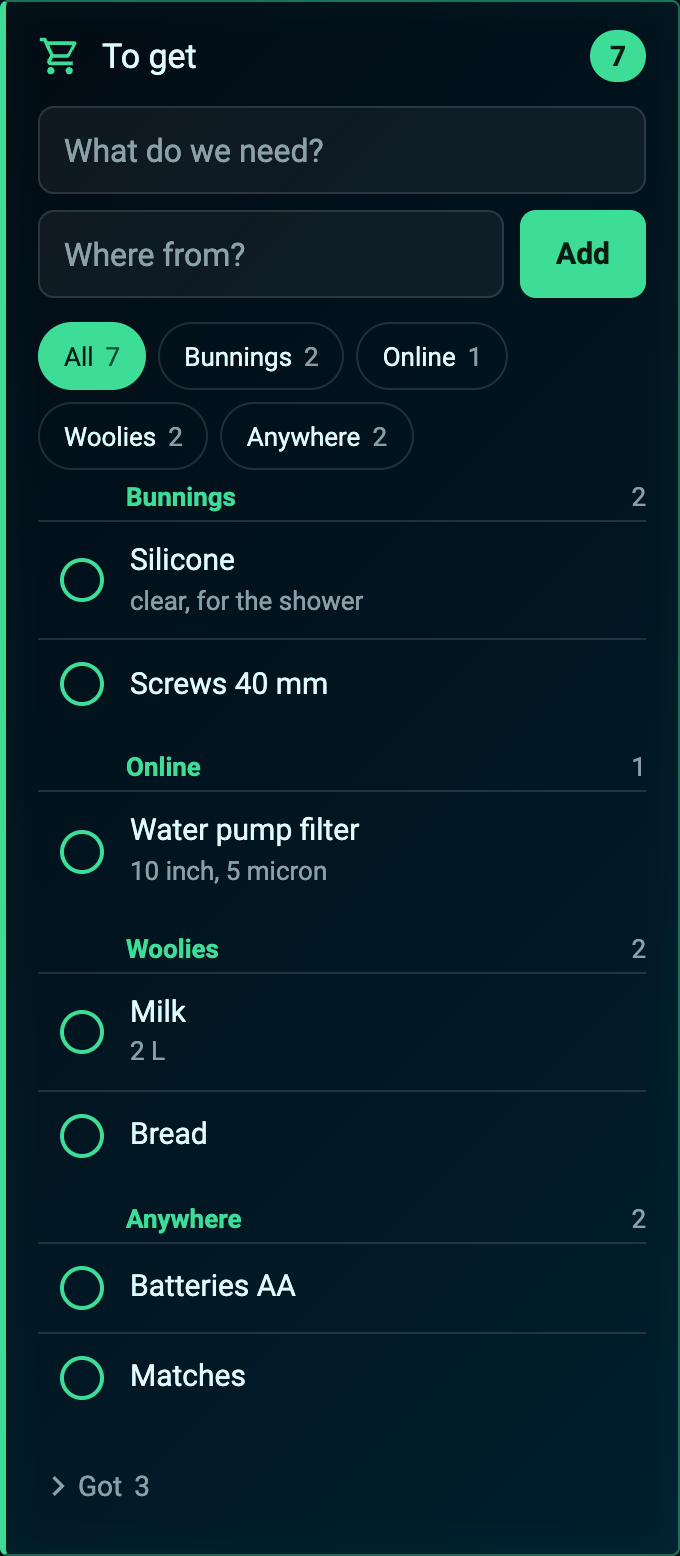 To get 7
What do we need?
Where from? Add
All 7 Bunnings 2 Online 1
Woolies 2 Anywhere 2
Bunnings 2
Silicone
clear, for the shower
Screws 40 mm
Online 1
Water pump filter
10 inch, 5 micron
Woolies 2
Milk
2 L
Bread
Anywhere 2
Batteries AA
Matches
Got 3